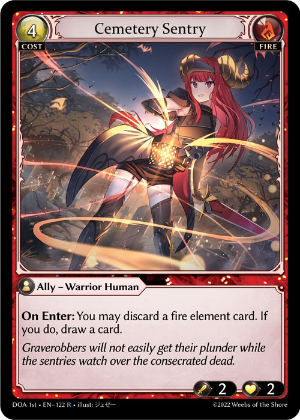 4
Cemetery Sentry
COST
FIRE
Ally – Warrior Human
On Enter: You may discard a fire element card. If
you do, draw a card.
Graverobbers will not easily get their plunder while
the sentries watch over the consecrated dead.
2
2
DOA 1st • EN–122 R • illust: ジェゼー
©2022 Weebs of the Shore